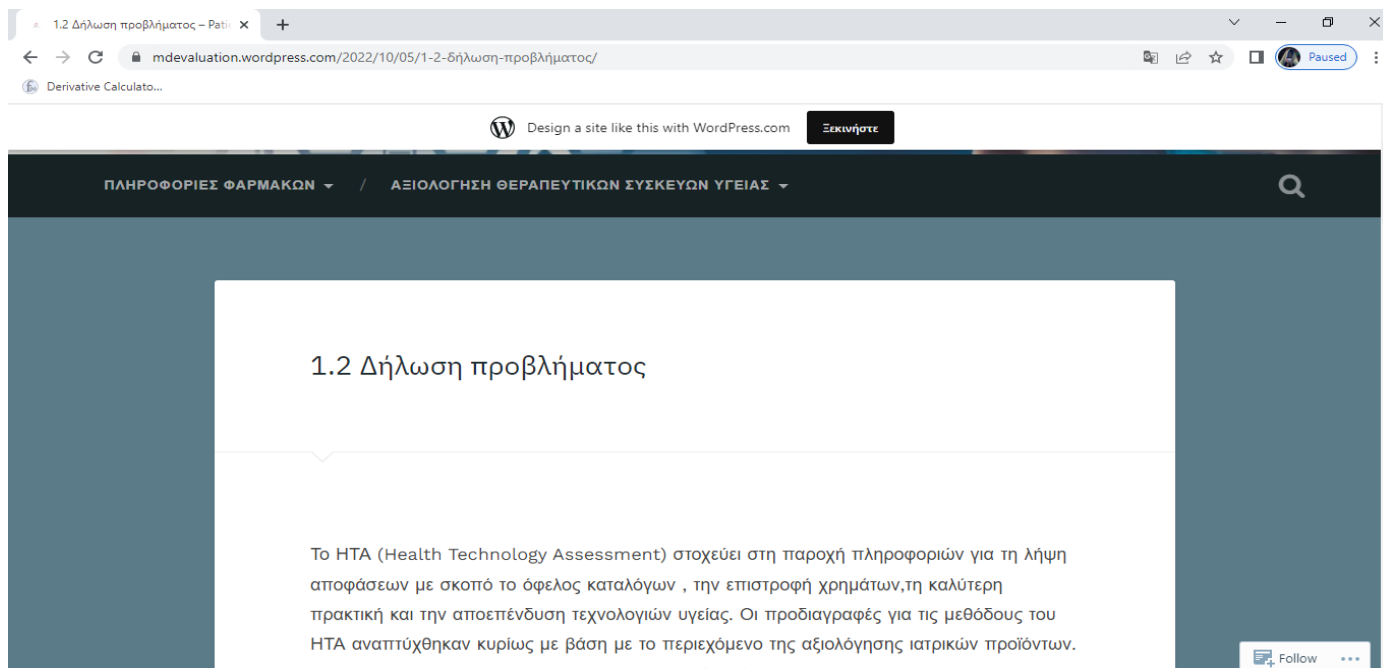 1.2 Δήλωση προβλήματος – Pati
mdevaluation.wordpress.com/2022/10/05/1-2-δήλωση-προβλήματος/
Paused
Derivative Calculato...
Design a site like this with WordPress.com Ξεκινήστε
ΠΛΗΡΟΦΟΡΙΕΣ ΦΑΡΜΑΚΩΝ / ΑΞΙΟΛΟΓΗΣΗ ΘΕΡΑΠΕΥΤΙΚΩΝ ΣΥΣΚΕΥΩΝ ΥΓΕΙΑΣ
1.2 Δήλωση προβλήματος
Το HTA (Health Technology Assessment) στοχεύει στη παροχή πληροφοριών για τη λήψη
αποφάσεων με σκοπό το όφελος καταλόγων , την επιστροφή χρημάτων,τη καλύτερη
πρακτική και την αποεπένδυση τεχνολογιών υγείας. Οι προδιαγραφές για τις μεθόδους του
HTA αναπτύχθηκαν κυρίως με βάση με το περιεχόμενο της αξιολόγησης ιατρικών προϊόντων.
Follow